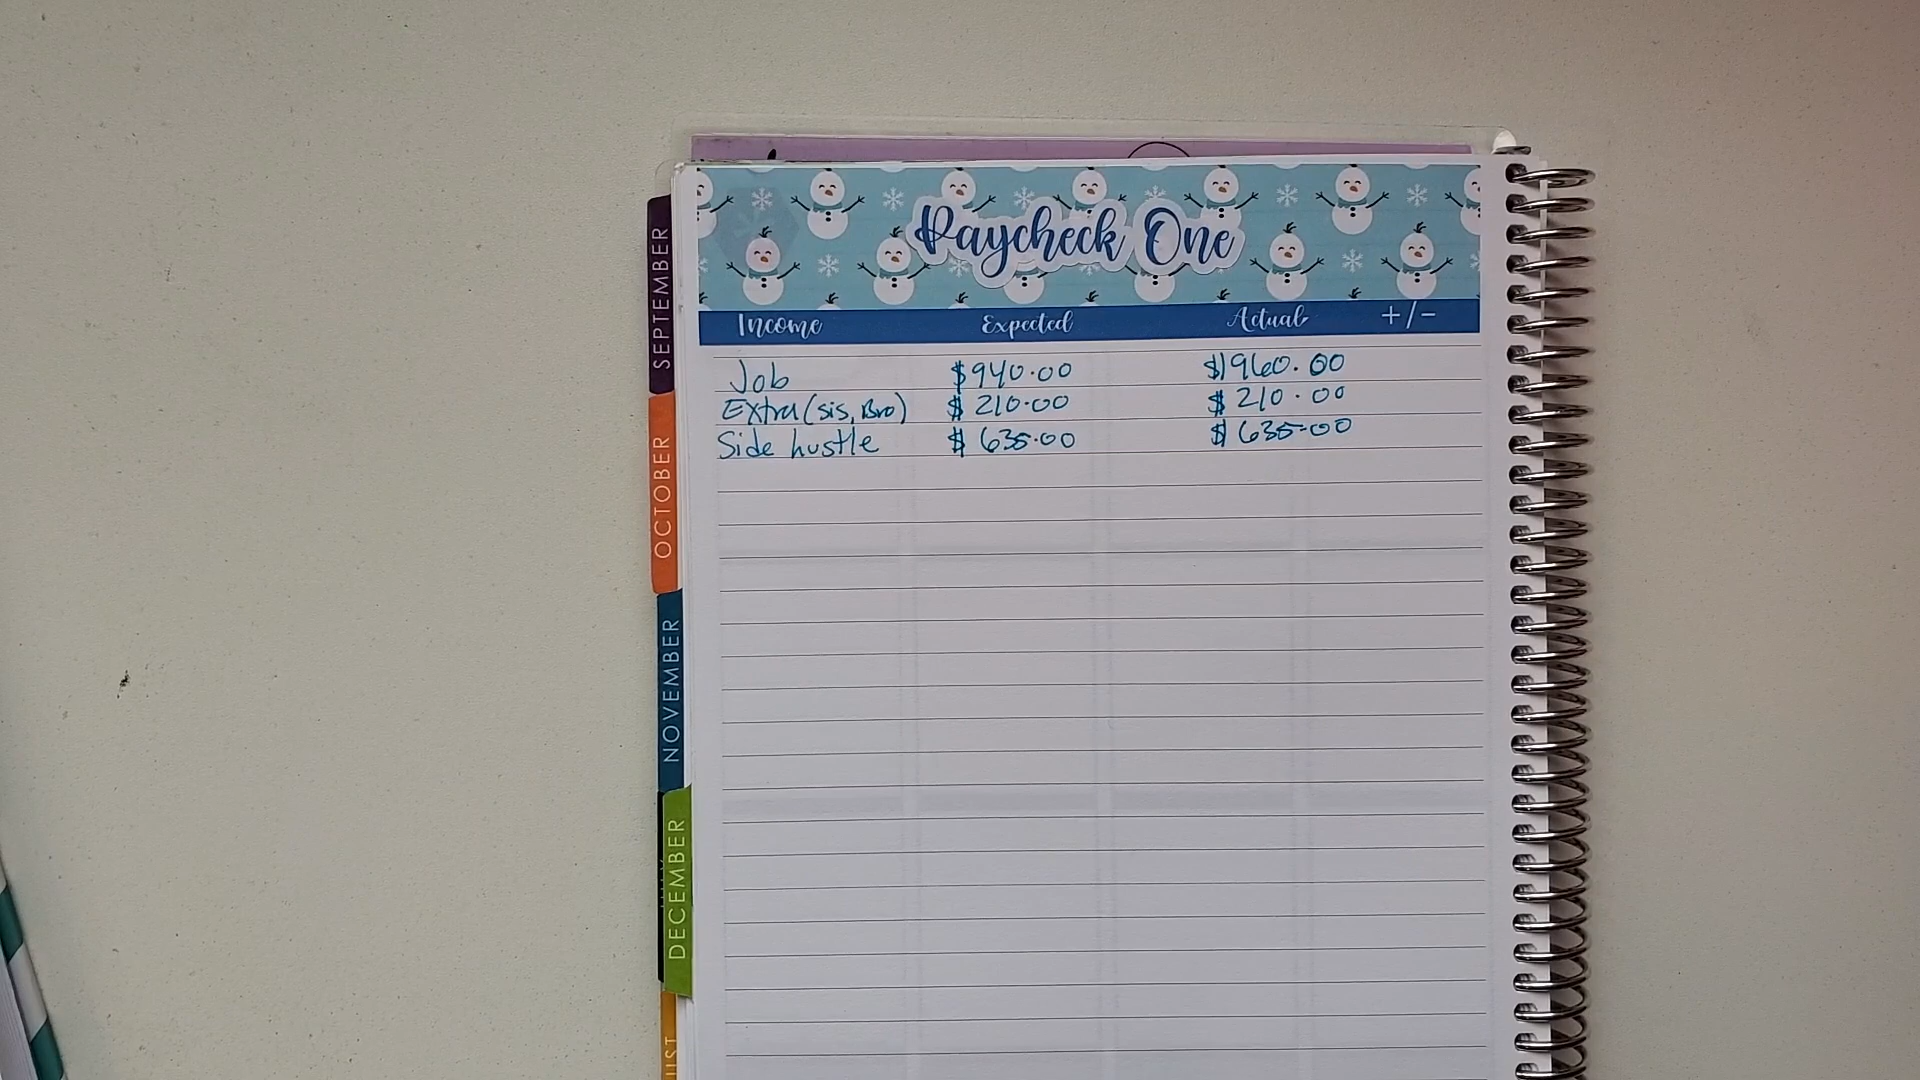 Paycheck One
Income Expected Actual +/-
Job $940.00 $960.00
Extra (sis, Bro) $210.00 $210.00
Side hustle $635.00 $635.00
SEPTEMBER
OCTOBER
NOVEMBER
DECEMBER